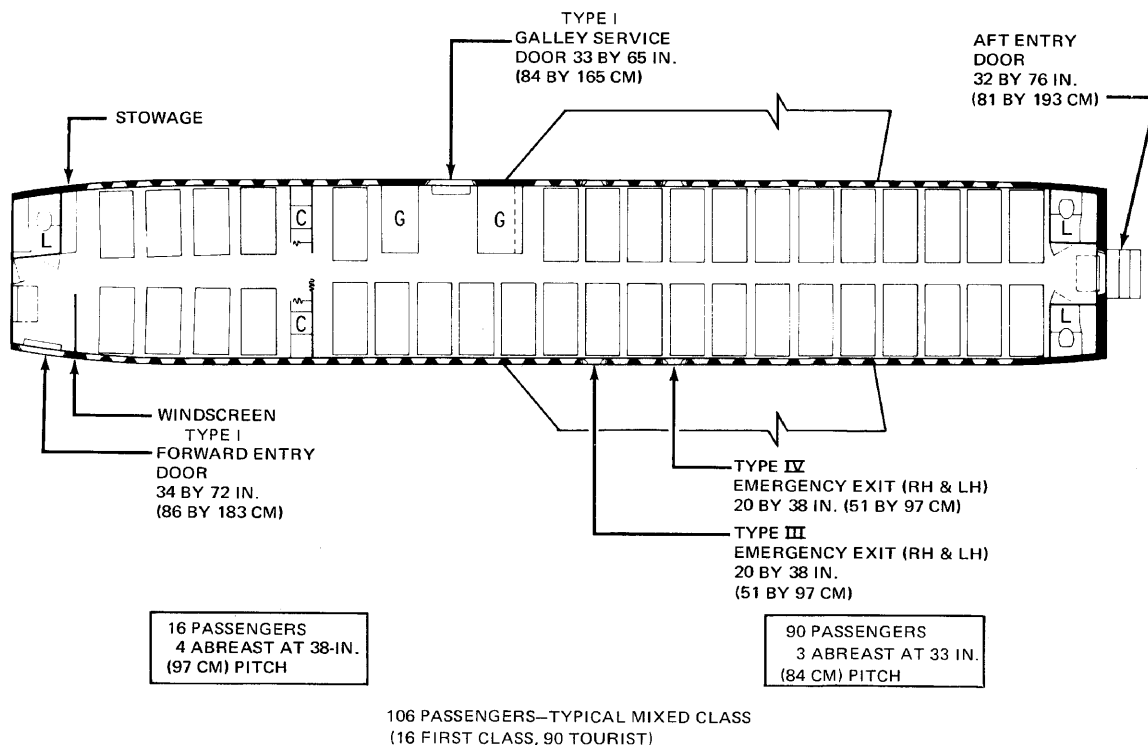 TYPE I
GALLEY SERVICE
DOOR 33 BY 65 IN.
(84 BY 165 CM)
AFT ENTRY
DOOR
32 BY 76 IN.
(81 BY 193 CM)
STOWAGE
L
C
G
G
L
C
L
WINDSCREEN
TYPE I
FORWARD ENTRY
DOOR
34 BY 72 IN.
(86 BY 183 CM)
TYPE IV
EMERGENCY EXIT (RH & LH)
20 BY 38 IN. (51 BY 97 CM)
TYPE III
EMERGENCY EXIT (RH & LH)
20 BY 38 IN.
(51 BY 97 CM)
16 PASSENGERS
4 ABREAST AT 38-IN.
(97 CM) PITCH
90 PASSENGERS
3 ABREAST AT 33 IN.
(84 CM) PITCH
106 PASSENGERS—TYPICAL MIXED CLASS
(16 FIRST CLASS, 90 TOURIST)